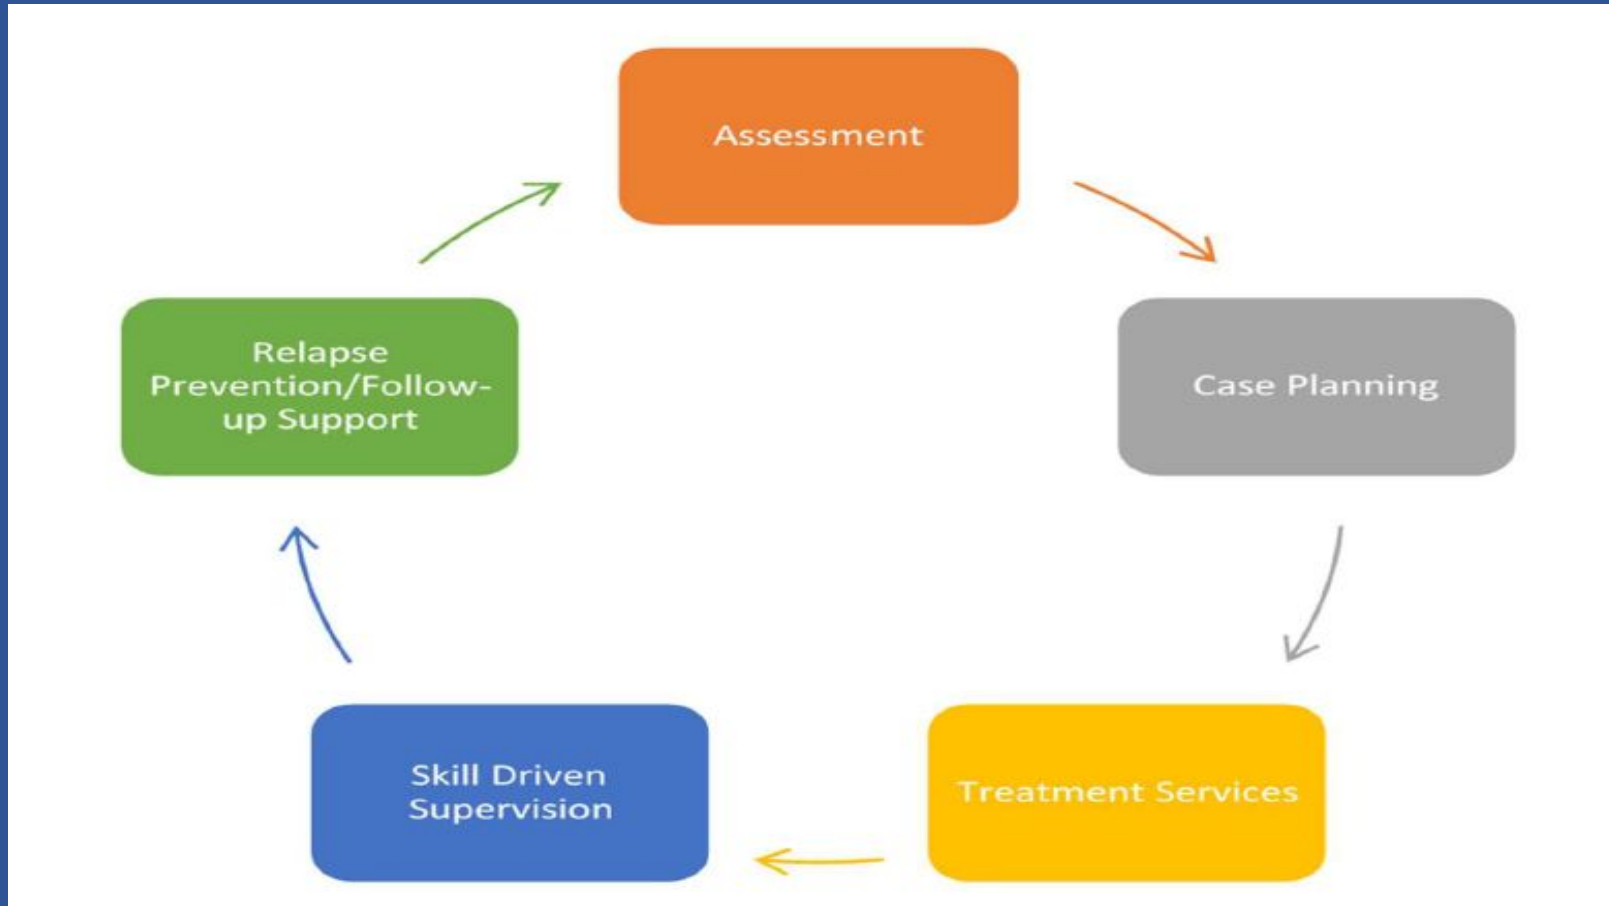 Assessment
Case Planning
Treatment Services
Skill Driven
Supervision
Relapse
Prevention/Follow-
up Support